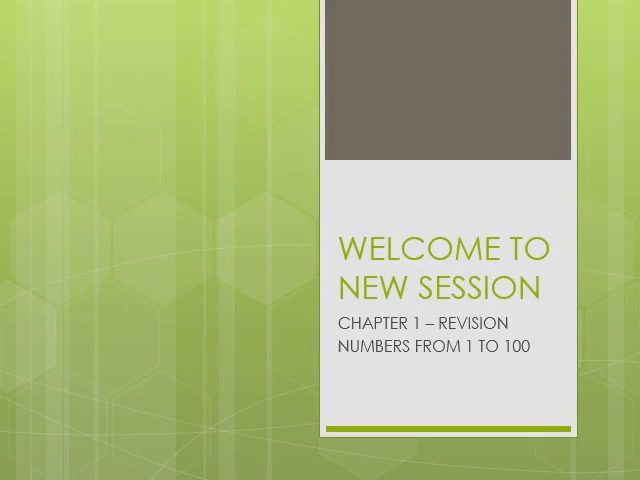 WELCOME TO
NEW SESSION
CHAPTER 1 – REVISION
NUMBERS FROM 1 TO 100